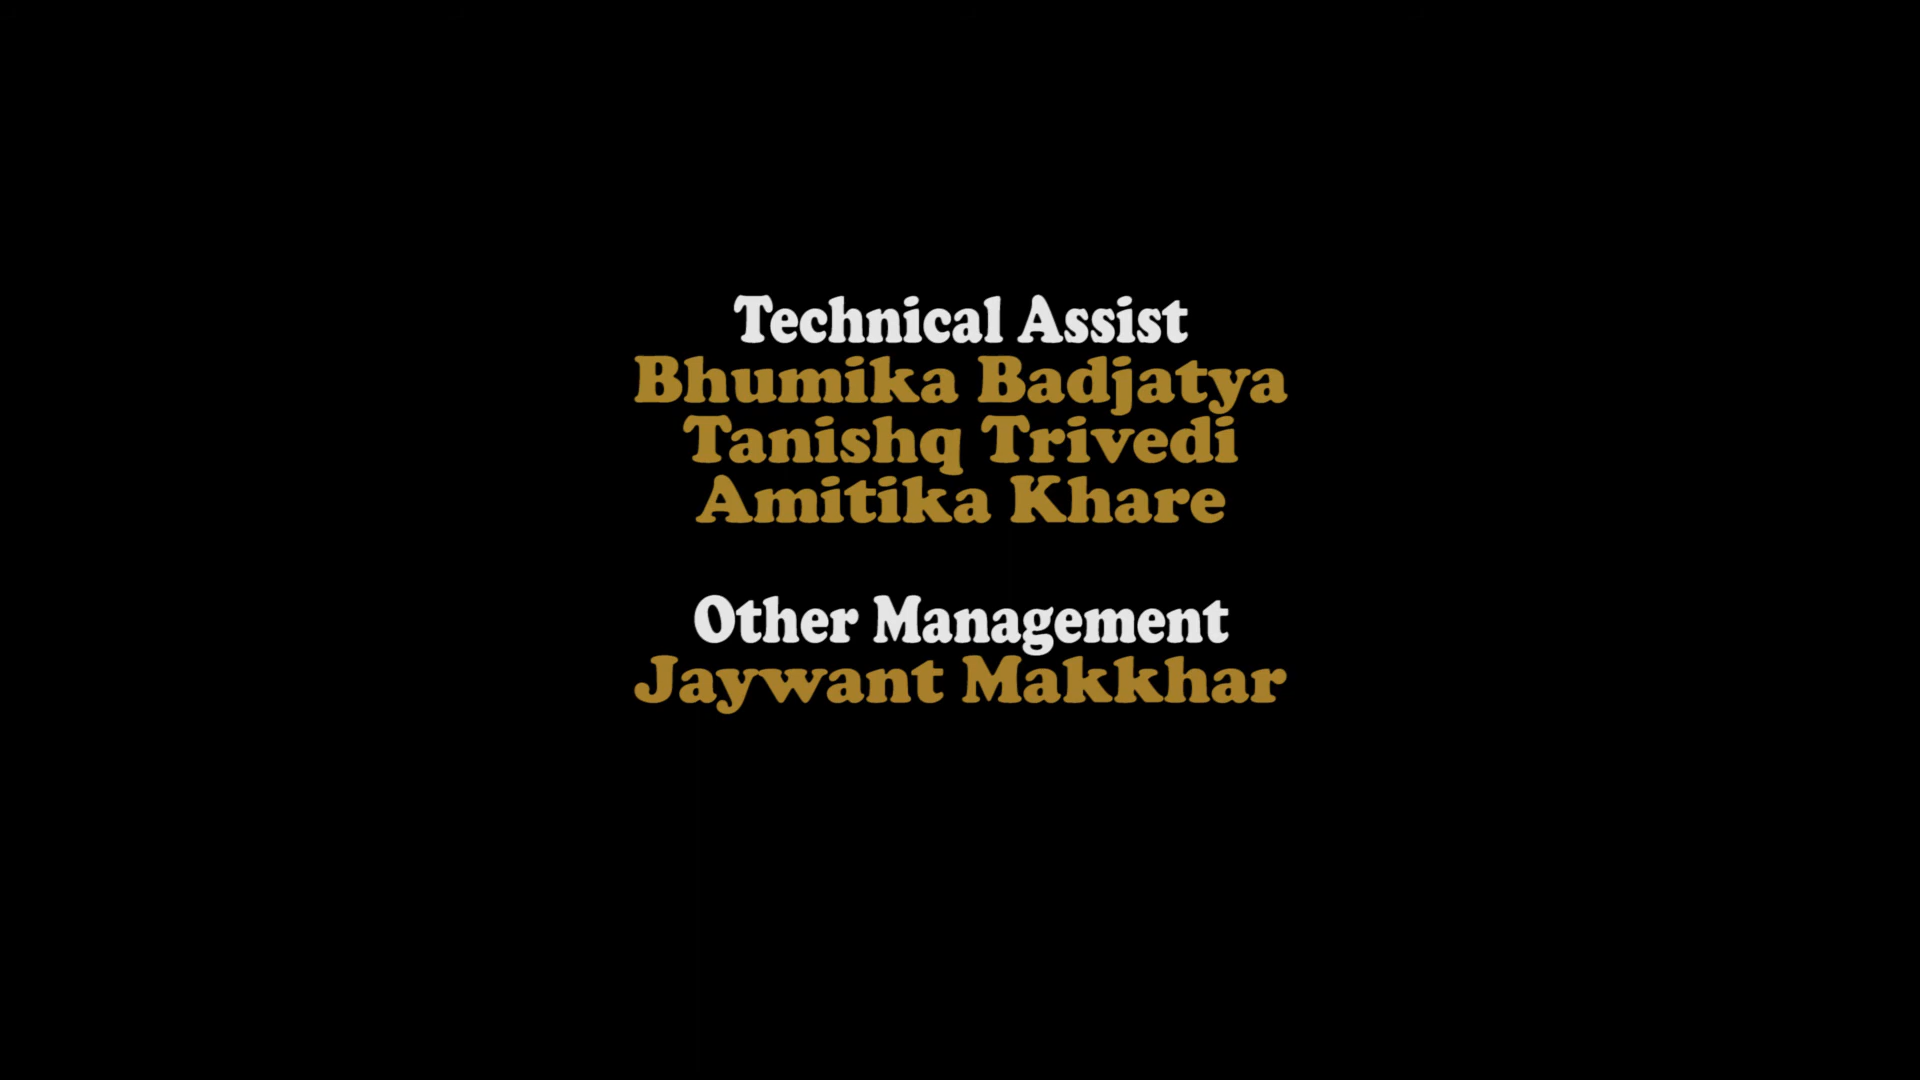 Technical Assist
Bhumika Badjatya
Tanishq Trivedi
Amitika Khare
Other Management
Jaywant Makkhar